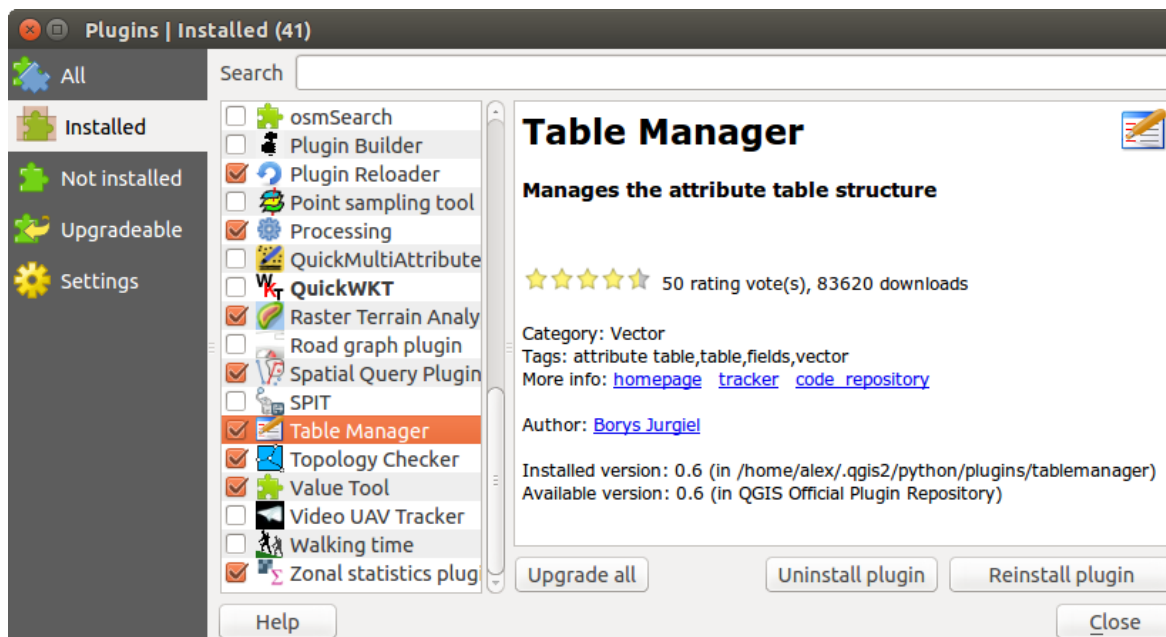 Plugins | Installed (41)
All
Installed
Not installed
Upgradeable
Settings
Search
osmSearch
Plugin Builder
Plugin Reloader
Point sampling tool
Processing
QuickMultiAttribute
QuickWKT
Raster Terrain Analy
Road graph plugin
Spatial Query Plugin
SPIT
Table Manager
Topology Checker
Value Tool
Video UAV Tracker
Walking time
Zonal statistics plugi
Table Manager
Manages the attribute table structure
50 rating vote(s), 83620 downloads
Category: Vector
Tags: attribute table,table,fields,vector
More info: homepage tracker code_repository
Author: Borys Jurgiel
Installed version: 0.6 (in /home/alex/.qgis2/python/plugins/tablemanager)
Available version: 0.6 (in QGIS Official Plugin Repository)
Upgrade all
Uninstall plugin
Reinstall plugin
Help
Close